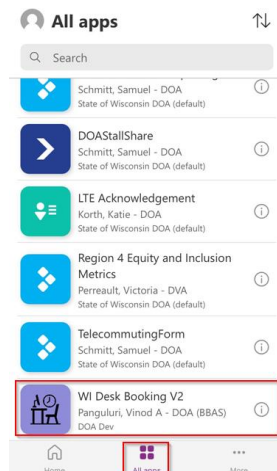 All apps
Search
Schmitt, Samuel - DOA
State of Wisconsin DOA (default)
DOAStallShare
Schmitt, Samuel - DOA
State of Wisconsin DOA (default)
LTE Acknowledgement
Korth, Katie - DOA
State of Wisconsin DOA (default)
Region 4 Equity and Inclusion
Metrics
Perreault, Victoria - DVA
State of Wisconsin DOA (default)
TelecommutingForm
Schmitt, Samuel - DOA
State of Wisconsin DOA (default)
WI Desk Booking V2
Panguluri, Vinod A - DOA (BBAS)
DOA Dev
Home
All apps
More